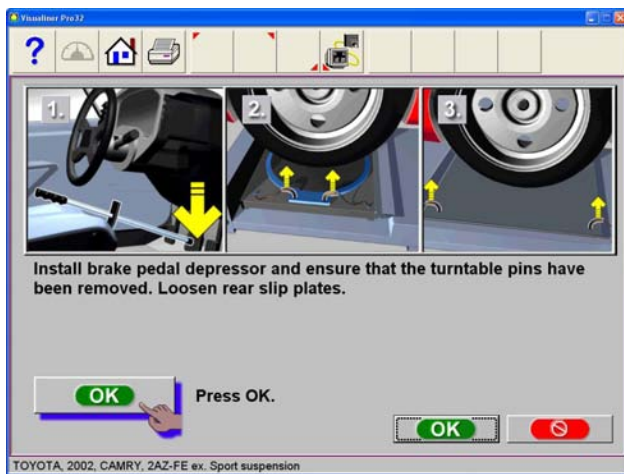 Visualiner Pro32
?
1.
2.
3.
Install brake pedal depressor and ensure that the turntable pins have
been removed. Loosen rear slip plates.
OK
Press OK.
OK
TOYOTA, 2002, CAMRY, 2AZ-FE ex. Sport suspension